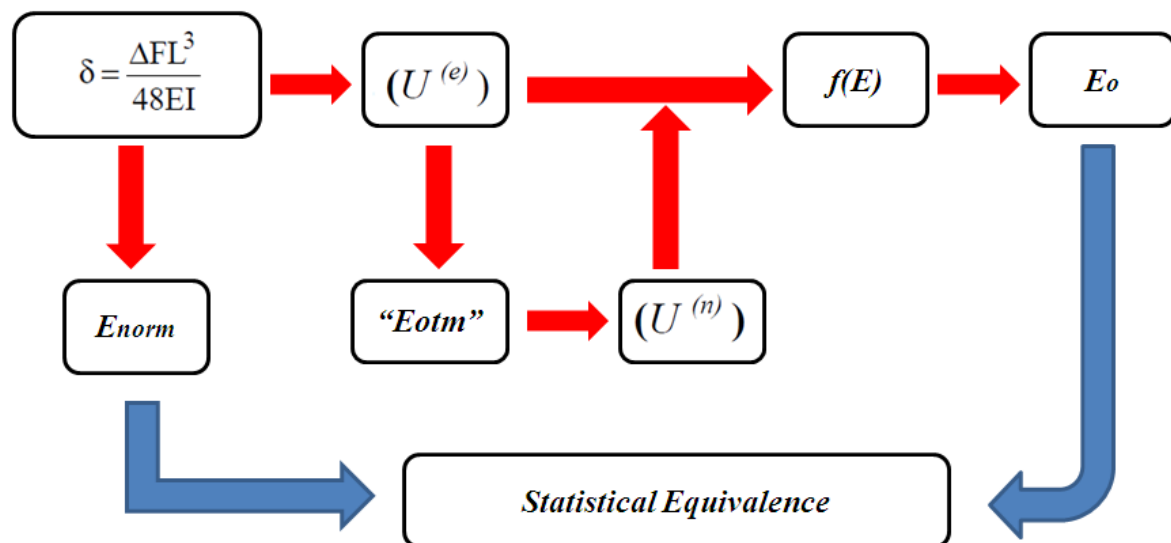 δ = ΔFL³ / 48EI
(U^(e))
f(E)
Eo
Enorm
“Eotm”
(U^(n))
Statistical Equivalence